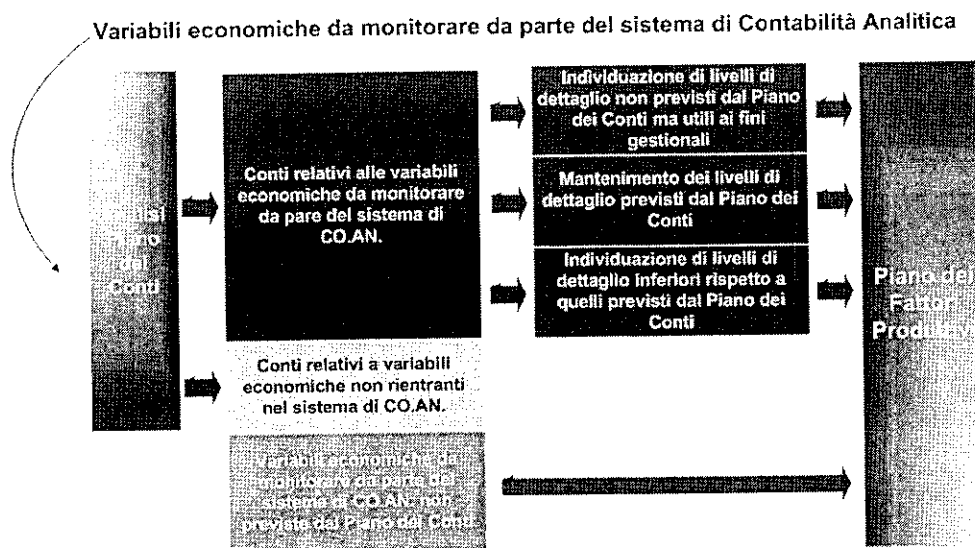 Variabili economiche da monitorare da parte del sistema di Contabilità Analitica
Piano
dei
Conti
Conti relativi alle variabili
economiche da monitorare
da pare del sistema di
CO.AN.
Conti relativi a variabili
economiche non rientranti
nel sistema di CO.AN.
Variabili economiche da
monitorare da parte del
sistema di CO.AN. non
previste dal Piano dei Conti
Individuazione di livelli di
dettaglio non previsti dal Piano
dei Conti ma utili ai fini
gestionali
Mantenimento dei livelli di
dettaglio previsti dal Piano dei
Conti
Individuazione di livelli di
dettaglio inferiori rispetto a
quelli previsti dal Piano dei
Conti
Piano dei
Fattori
Produttivi